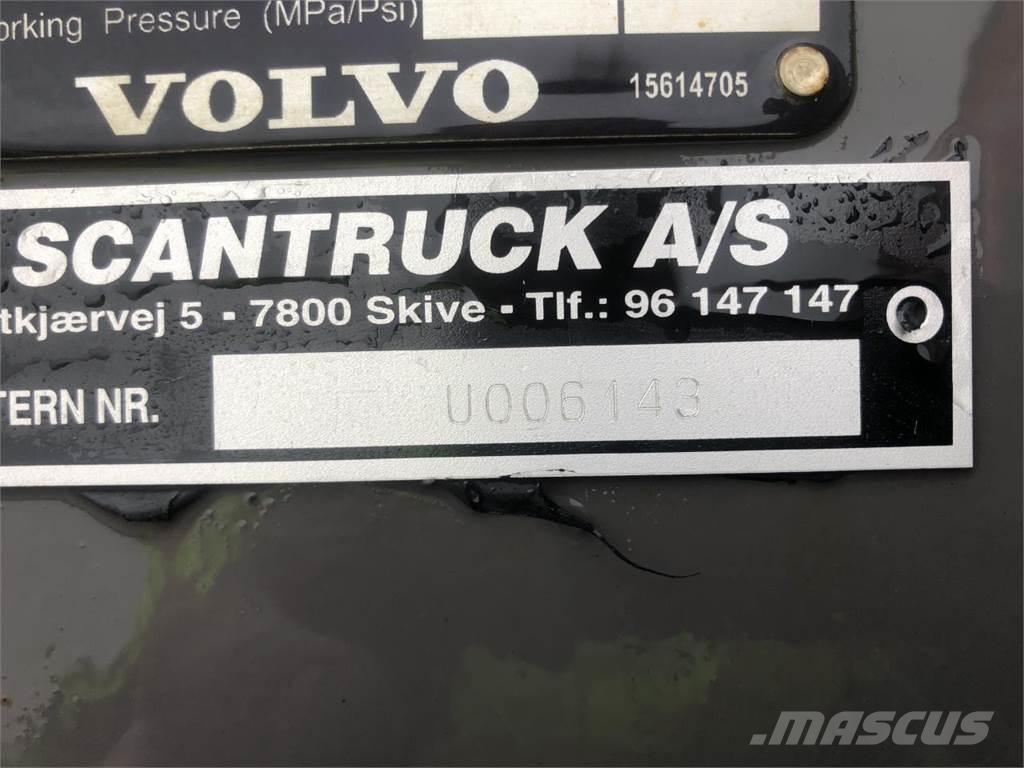 orking Pressure (MPa/Psi)
VOLVO 15614705
SCANTRUCK A/S
tkjærvej 5 - 7800 Skive - Tlf.: 96 147 147
TERN NR. U006143
MASCUS